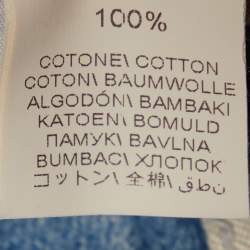 100%
COTONE\ COTTON
COTON\ BAUMWOLLE
ALGODÓN\ BAMBAKI
KATOEN\ BOMULD
ПАМУК\ BAVLNA
BUMBAC\ ХЛОПОК
コットン\ 全棉\ نطق